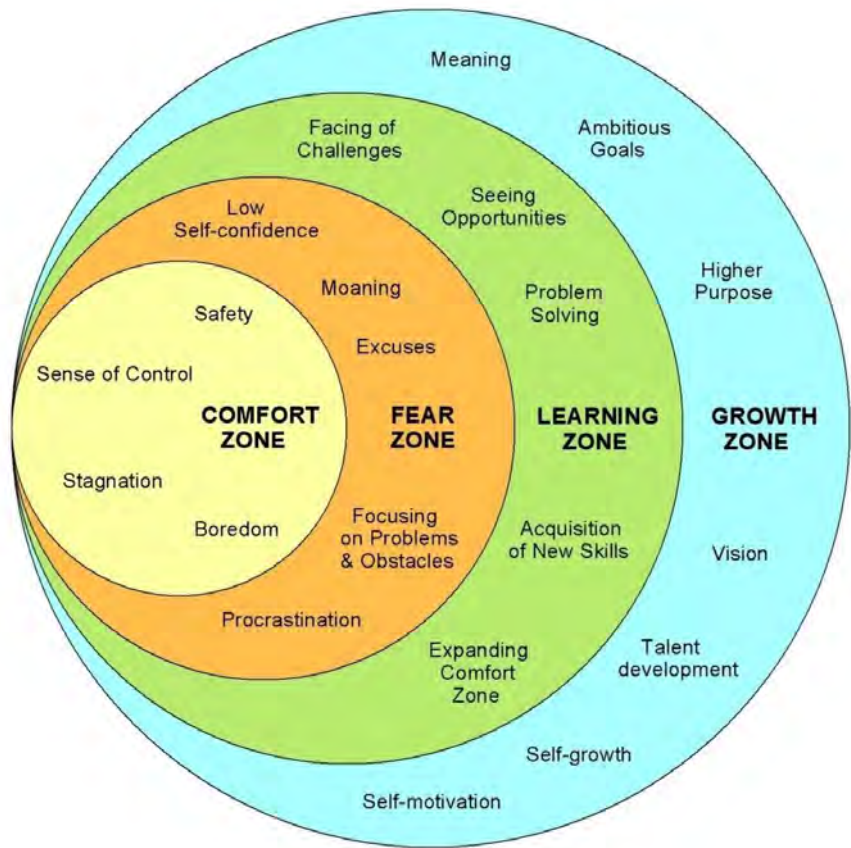 Meaning
Ambitious
Goals
Higher
Purpose
GROWTH
ZONE
Vision
Talent
development
Self-growth
Self-motivation
Facing of
Challenges
Seeing
Opportunities
Problem
Solving
LEARNING
ZONE
Acquisition
of New Skills
Expanding
Comfort
Zone
Low
Self-confidence
Moaning
Excuses
FEAR
ZONE
Focusing
on Problems
& Obstacles
Procrastination
Safety
Sense of Control
COMFORT
ZONE
Stagnation
Boredom